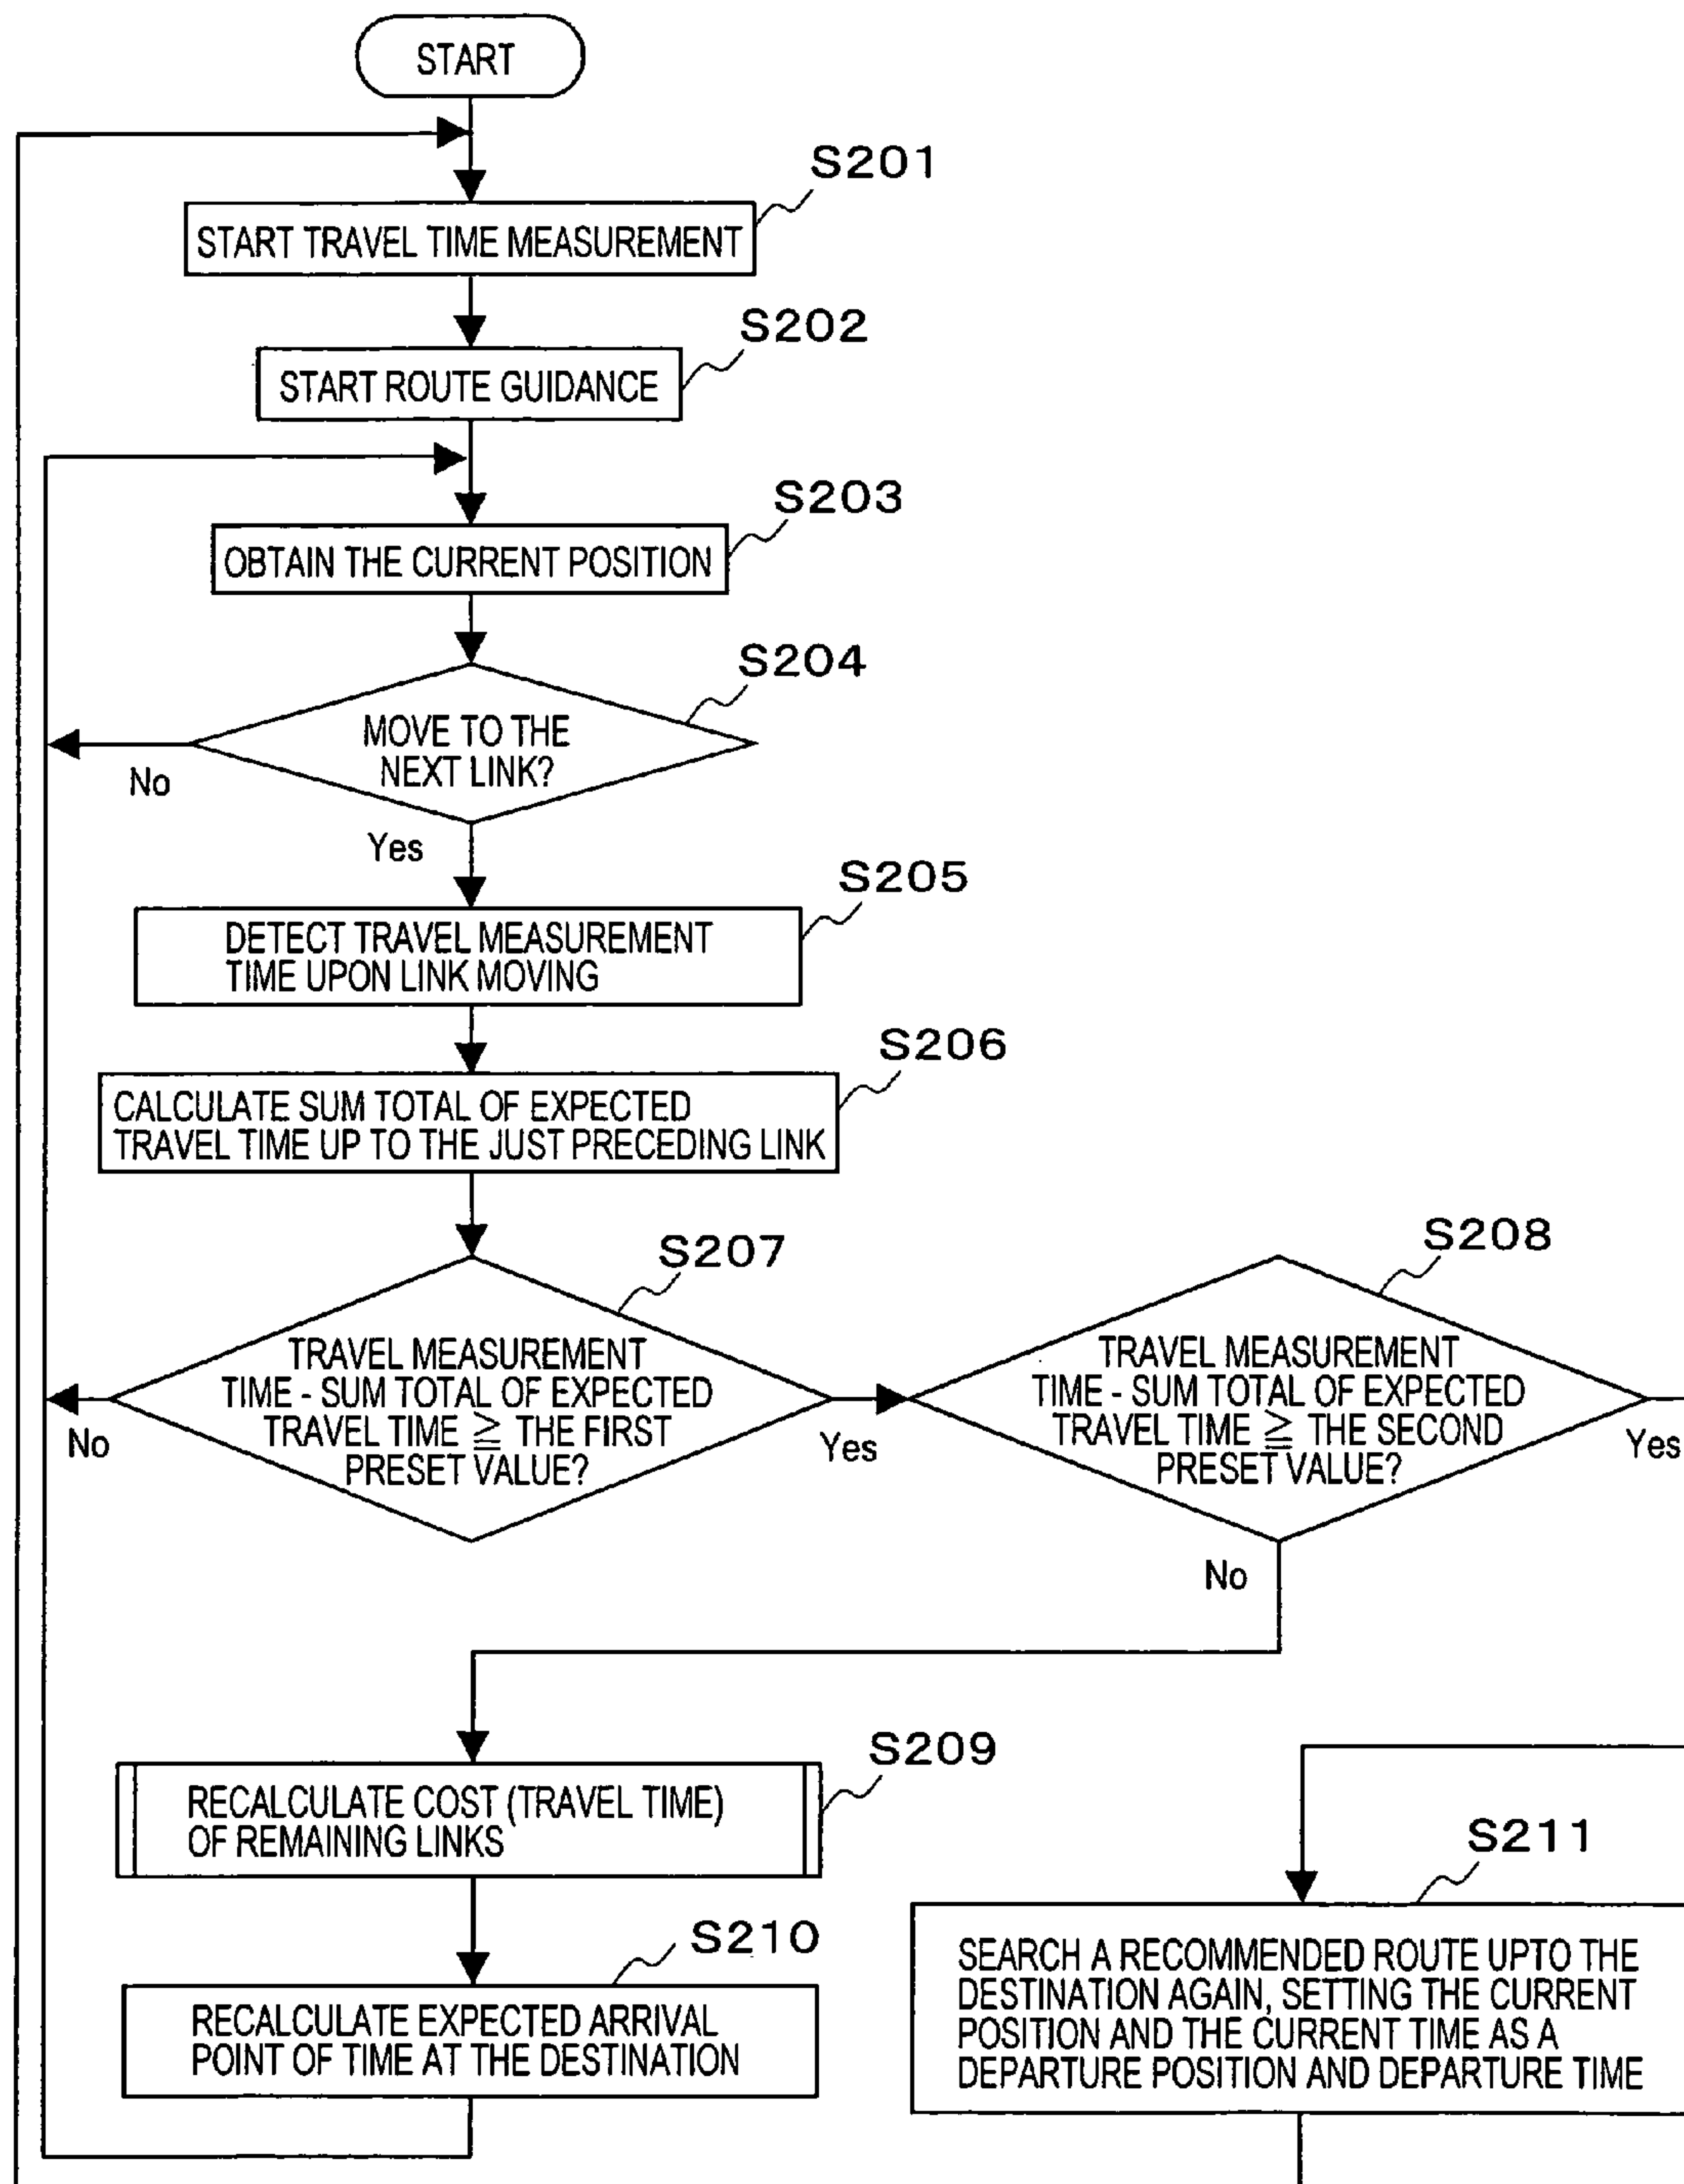 START
S201
START TRAVEL TIME MEASUREMENT
S202
START ROUTE GUIDANCE
S203
OBTAIN THE CURRENT POSITION
S204
MOVE TO THE
NEXT LINK?
No
Yes
S205
DETECT TRAVEL MEASUREMENT
TIME UPON LINK MOVING
S206
CALCULATE SUM TOTAL OF EXPECTED
TRAVEL TIME UP TO THE JUST PRECEDING LINK
S207
TRAVEL MEASUREMENT
TIME - SUM TOTAL OF EXPECTED
TRAVEL TIME ≧ THE FIRST
PRESET VALUE?
No
Yes
S208
TRAVEL MEASUREMENT
TIME - SUM TOTAL OF EXPECTED
TRAVEL TIME ≧ THE SECOND
PRESET VALUE?
Yes
No
S209
RECALCULATE COST (TRAVEL TIME)
OF REMAINING LINKS
S210
RECALCULATE EXPECTED ARRIVAL
POINT OF TIME AT THE DESTINATION
S211
SEARCH A RECOMMENDED ROUTE UPTO THE
DESTINATION AGAIN, SETTING THE CURRENT
POSITION AND THE CURRENT TIME AS A
DEPARTURE POSITION AND DEPARTURE TIME